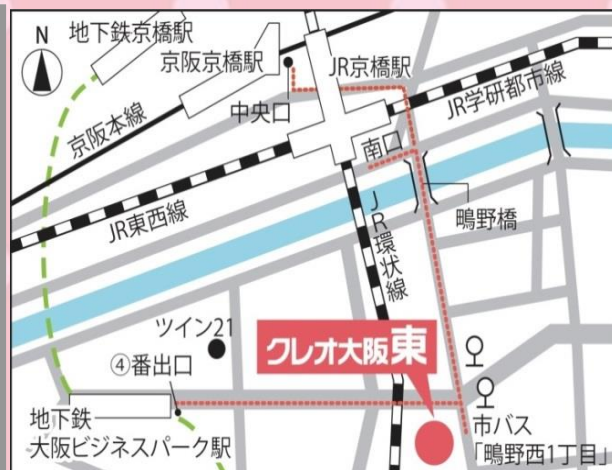 N
地下鉄京橋駅
京阪京橋駅
JR京橋駅
中央口
京阪本線
JR学研都市線
南口
JR東西線
JR環状線
鴫野橋
ツイン21
クレオ大阪東
④番出口
地下鉄
大阪ビジネスパーク駅
市バス
「鴫野西1丁目」